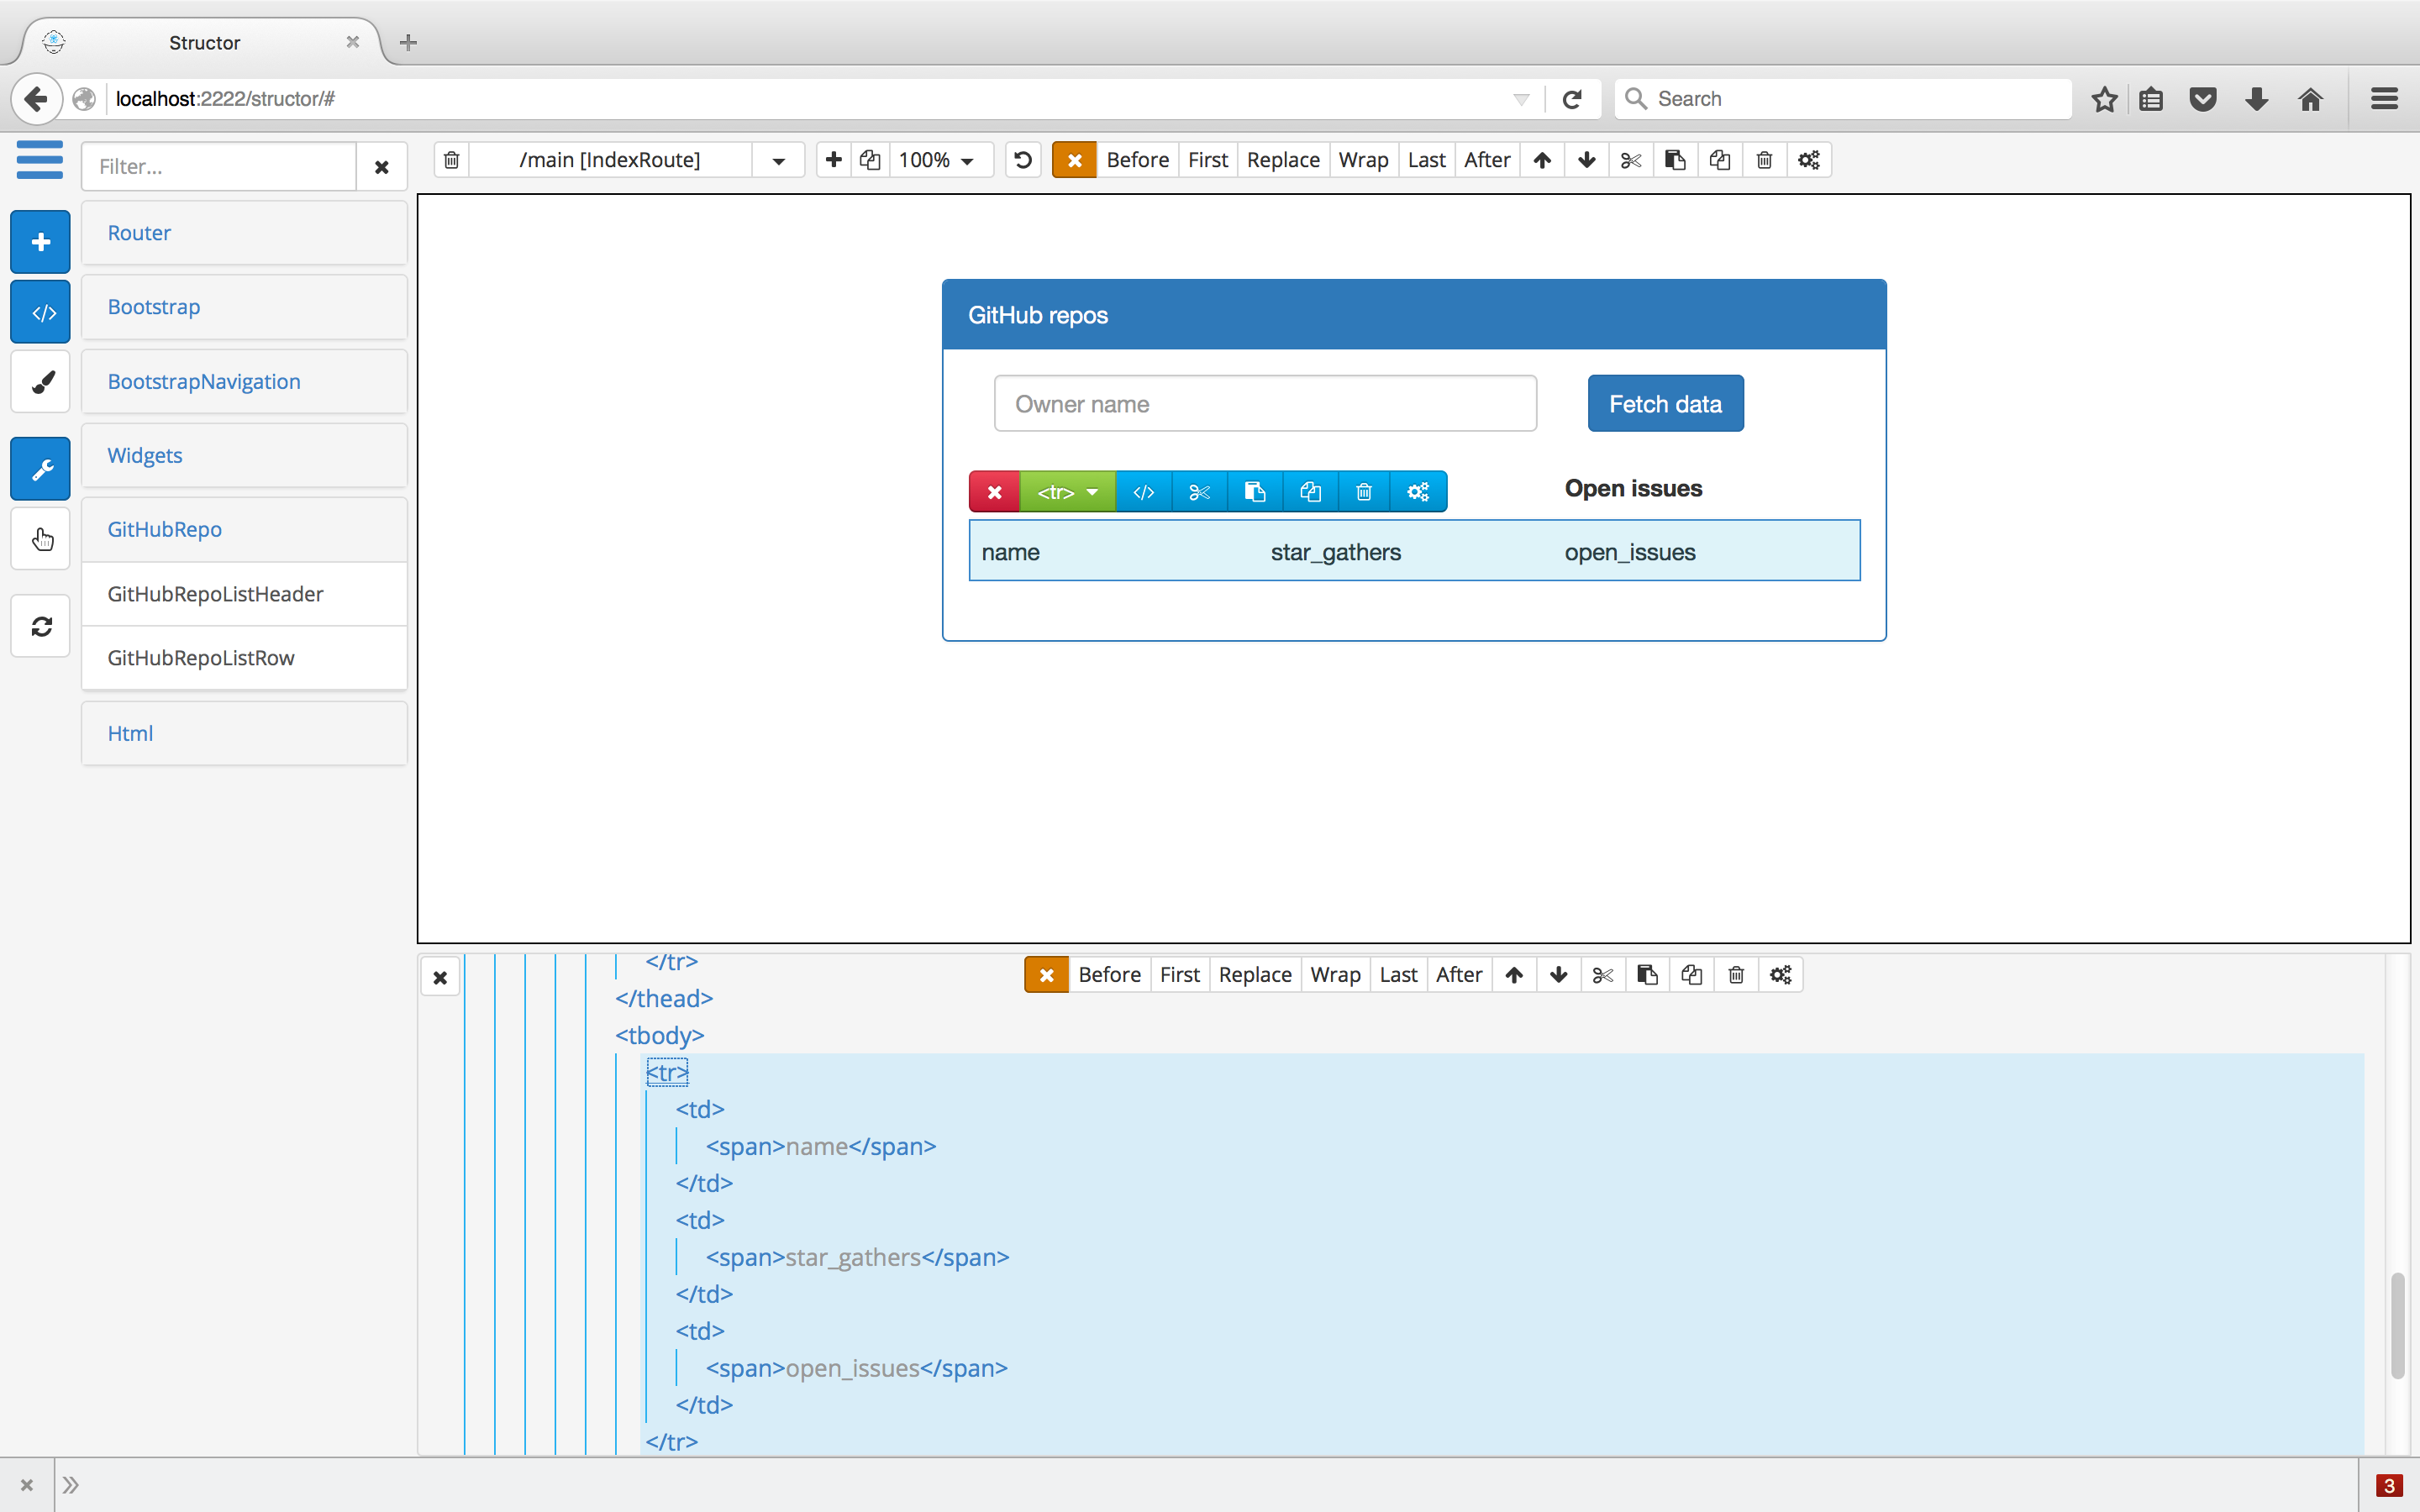 Structor
localhost:2222/structor/#
Search
Filter...
/main [IndexRoute]
100%
Before First Replace Wrap Last After
Router
Bootstrap
BootstrapNavigation
Widgets
GitHubRepo
GitHubRepoListHeader
GitHubRepoListRow
Html
GitHub repos
Owner name
Fetch data
<tr>
</>
Open issues
name star_gathers open_issues
Before First Replace Wrap Last After
</tr>
</thead>
<tbody>
<tr>
<td>
<span>name</span>
</td>
<td>
<span>star_gathers</span>
</td>
<td>
<span>open_issues</span>
</td>
</tr>
3